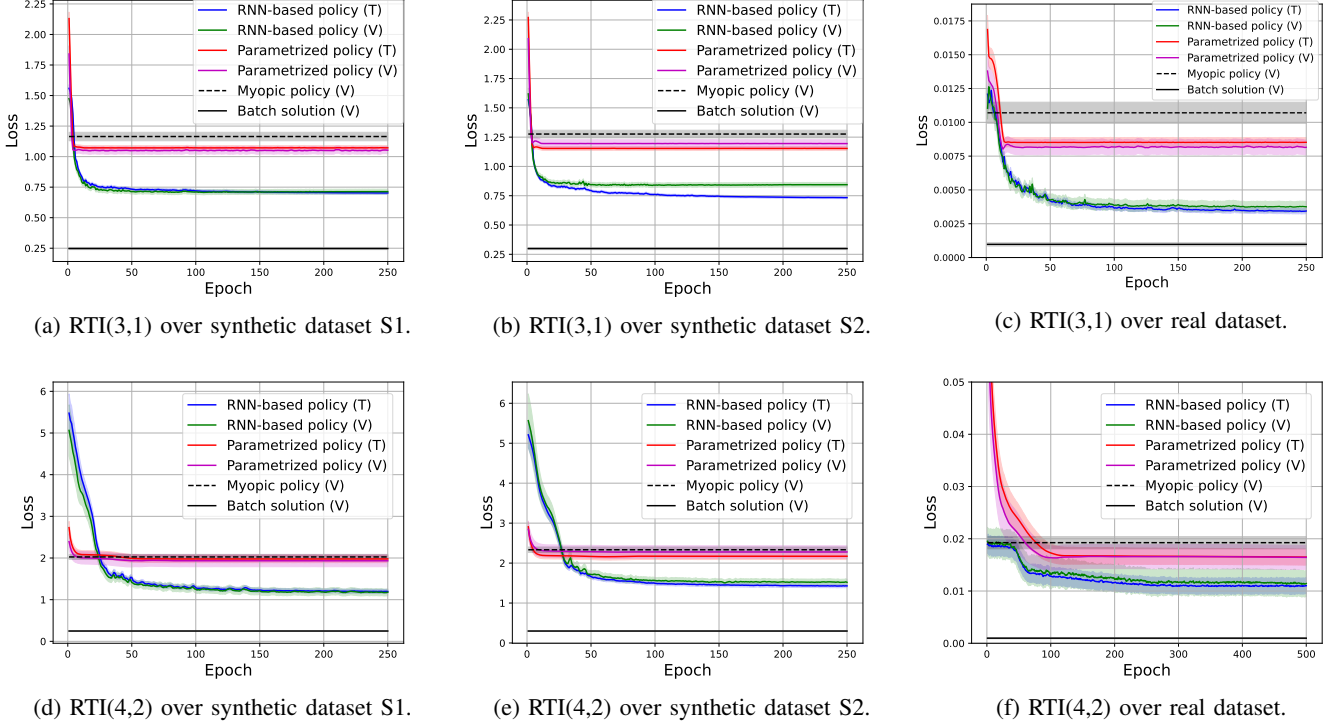 2.25
2.00
1.75
1.50
1.25
1.00
0.75
0.50
0.25
Loss
0 50 100 150 200 250
Epoch
RNN-based policy (T)
RNN-based policy (V)
Parametrized policy (T)
Parametrized policy (V)
Myopic policy (V)
Batch solution (V)
(a) RTI(3,1) over synthetic dataset S1.
2.25
2.00
1.75
1.50
1.25
1.00
0.75
0.50
0.25
Loss
0 50 100 150 200 250
Epoch
RNN-based policy (T)
RNN-based policy (V)
Parametrized policy (T)
Parametrized policy (V)
Myopic policy (V)
Batch solution (V)
(b) RTI(3,1) over synthetic dataset S2.
0.0175
0.0150
0.0125
0.0100
0.0075
0.0050
0.0025
0.0000
Loss
0 50 100 150 200 250
Epoch
RNN-based policy (T)
RNN-based policy (V)
Parametrized policy (T)
Parametrized policy (V)
Myopic policy (V)
Batch solution (V)
(c) RTI(3,1) over real dataset.
6
5
4
3
2
1
0
Loss
0 50 100 150 200 250
Epoch
RNN-based policy (T)
RNN-based policy (V)
Parametrized policy (T)
Parametrized policy (V)
Myopic policy (V)
Batch solution (V)
(d) RTI(4,2) over synthetic dataset S1.
6
5
4
3
2
1
0
Loss
0 50 100 150 200 250
Epoch
RNN-based policy (T)
RNN-based policy (V)
Parametrized policy (T)
Parametrized policy (V)
Myopic policy (V)
Batch solution (V)
(e) RTI(4,2) over synthetic dataset S2.
0.05
0.04
0.03
0.02
0.01
0.00
Loss
0 100 200 300 400 500
Epoch
RNN-based policy (T)
RNN-based policy (V)
Parametrized policy (T)
Parametrized policy (V)
Myopic policy (V)
Batch solution (V)
(f) RTI(4,2) over real dataset.